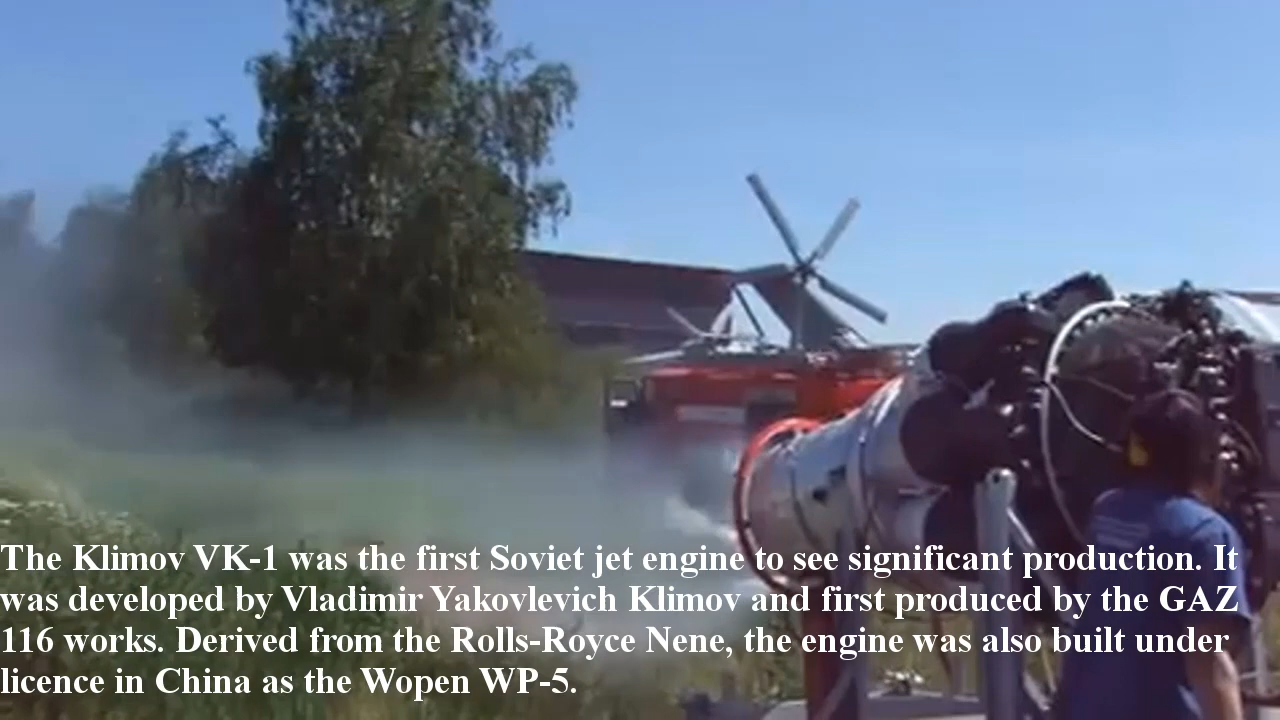 The Klimov VK-1 was the first Soviet jet engine to see significant production. It
was developed by Vladimir Yakovlevich Klimov and first produced by the GAZ
116 works. Derived from the Rolls-Royce Nene, the engine was also built under
licence in China as the Wopen WP-5.